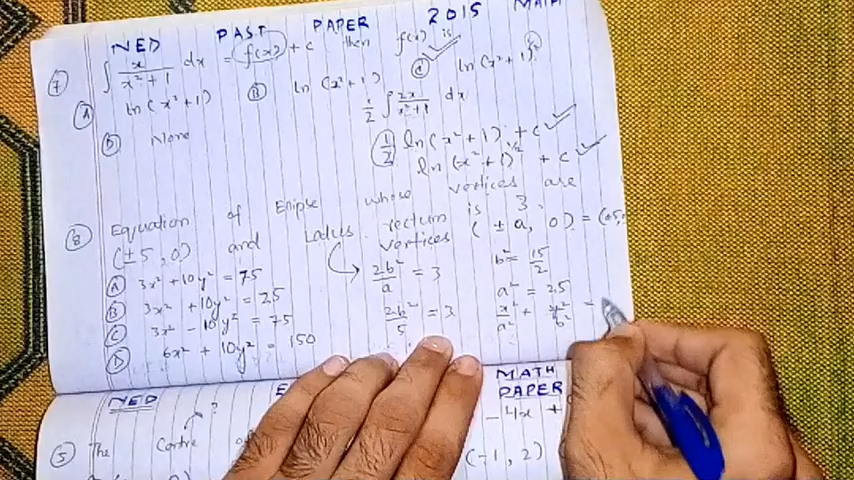 NED PAST PAPER 2015 MATH
(7) ∫ x/(x²+1) dx = f(x) + c then f(x) is
(A) ln(x²+1) (B) ln(x²+1) (C) ln(x²+1)^½
(D) None
1/2 ∫ 2x/(x²+1) dx
1/2 ln(x²+1) + c
ln(x²+1)^½ + c
(8) Equation of Elipse whose vertices are
(±5, 0) and Ladus rectum is 3.
(A) 3x² + 10y² = 75
(B) 3x² + 10y² = 25
(C) 3x² - 10y² = 75
(D) 6x² + 10y² = 150
vertices (±a, 0) = (±5,
2b²/a = 3
2b²/5 = 3
b² = 15/2
a² = 25
x²/a² + y²/b² =
NED
MATH
PAPER
(5) The Centre
?
-4x +
(-1, 2)